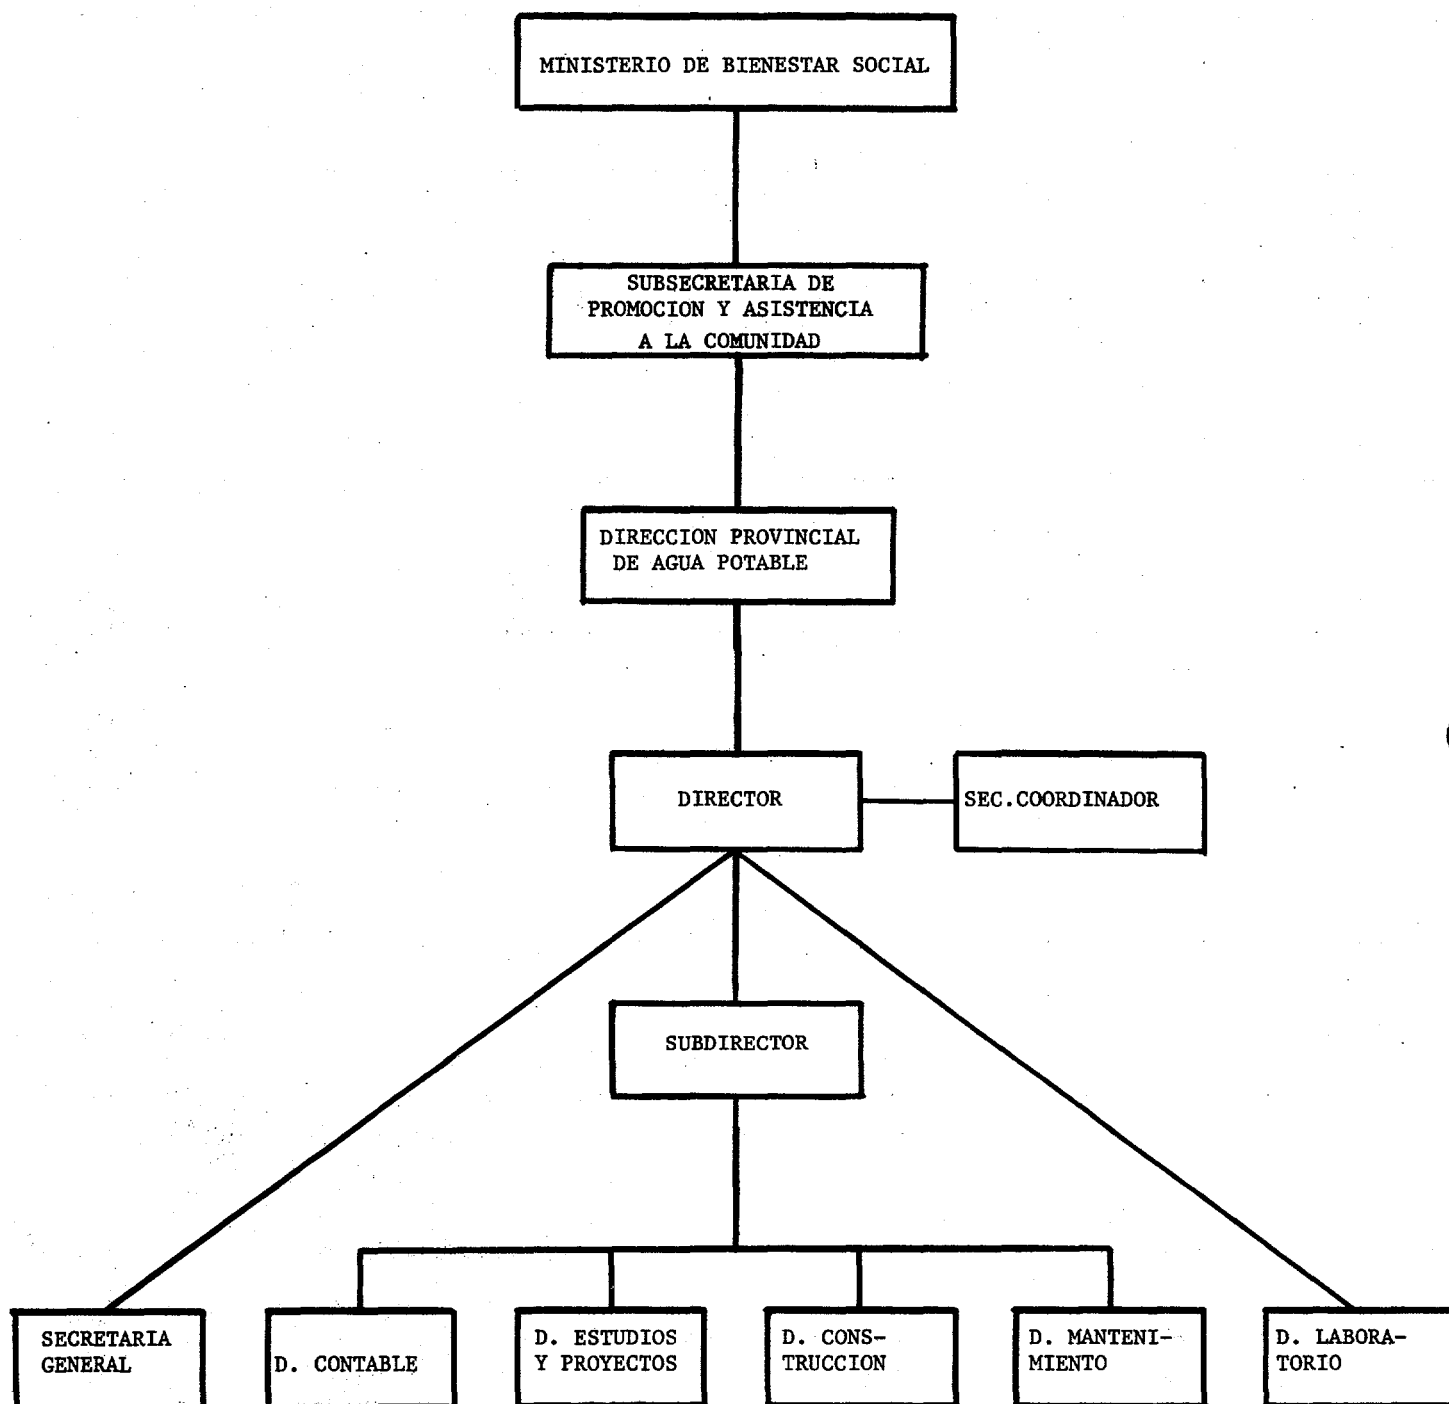 MINISTERIO DE BIENESTAR SOCIAL
SUBSECRETARIA DE
PROMOCION Y ASISTENCIA
A LA COMUNIDAD
DIRECCION PROVINCIAL
DE AGUA POTABLE
DIRECTOR
SEC.COORDINADOR
SUBDIRECTOR
SECRETARIA
GENERAL
D. CONTABLE
D. ESTUDIOS
Y PROYECTOS
D. CONS-
TRUCCION
D. MANTENI-
MIENTO
D. LABORA-
TORIO